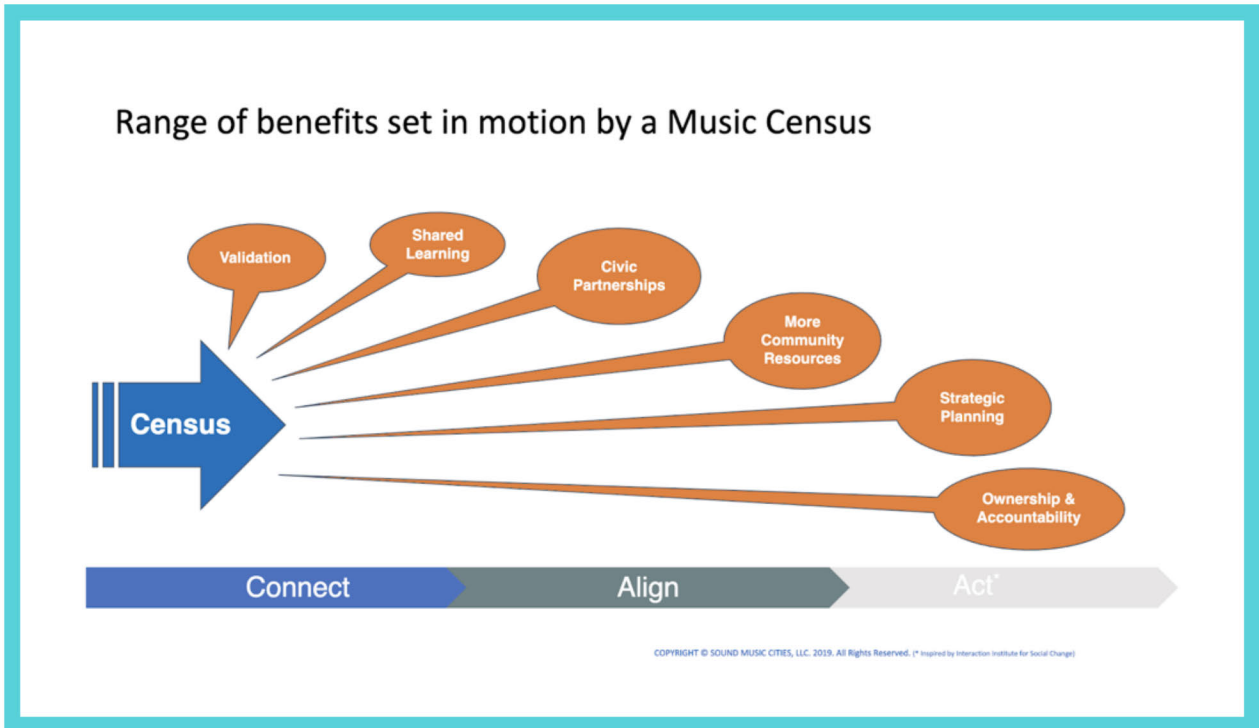 Range of benefits set in motion by a Music Census
Validation
Shared
Learning
Civic
Partnerships
More
Community
Resources
Strategic
Planning
Ownership &
Accountability
Census
Connect
Align
Act*
COPYRIGHT © SOUND MUSIC CITIES, LLC. 2019. All Rights Reserved. (* Inspired by Interaction Institute for Social Change)